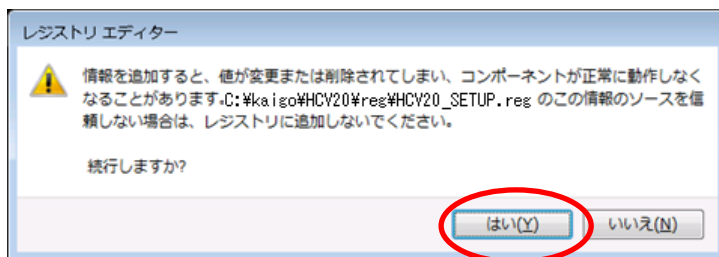 レジストリ エディター
情報を追加すると、値が変更または削除されてしまい、コンポーネントが正常に動作しなく
なることがあります。C:¥kaigo¥HCV20¥reg¥HCV20_SETUP.reg のこの情報のソースを信
頼しない場合は、レジストリに追加しないでください。
続行しますか?
はい(Y) いいえ(N)